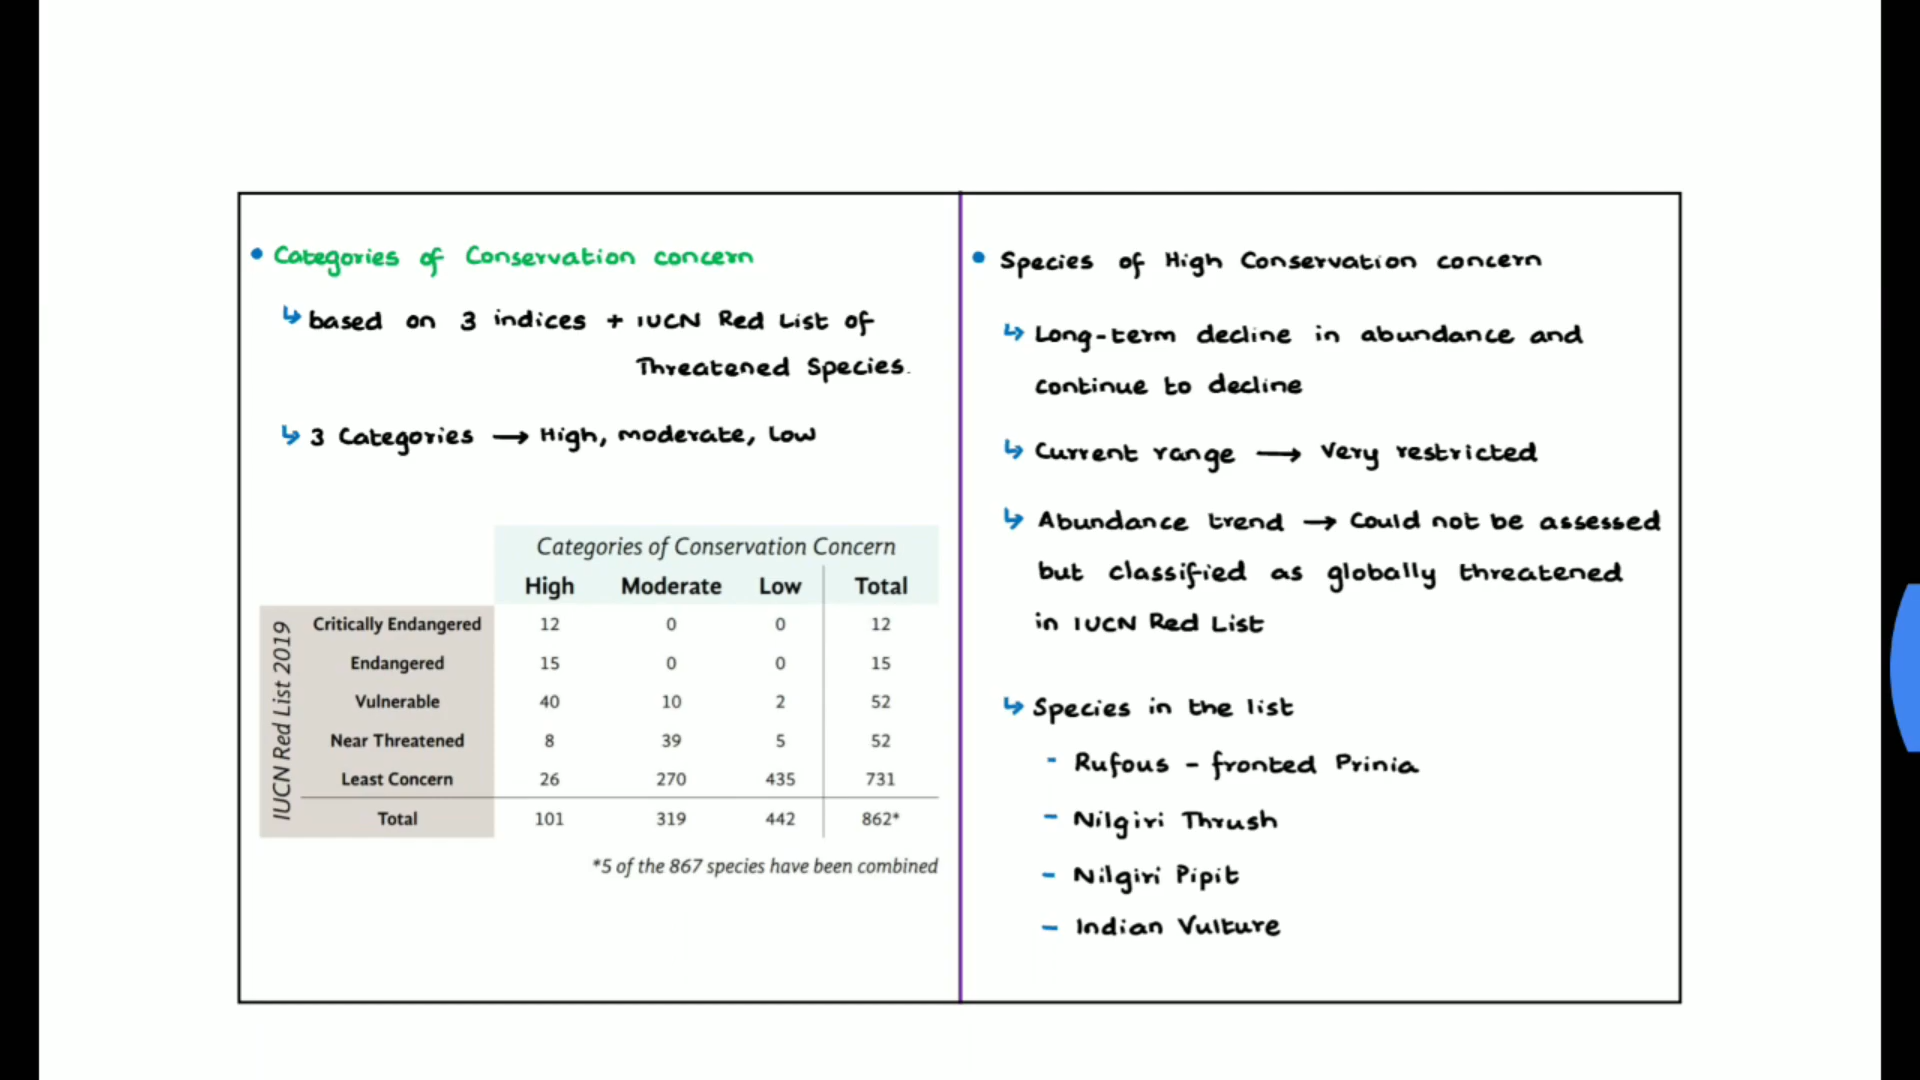 • Categories of Conservation concern
↳ based on 3 indices + IUCN Red List of
Threatened Species.
↳ 3 Categories → High, moderate, Low
Categories of Conservation Concern
High Moderate Low Total
IUCN Red List 2019
Critically Endangered 12 0 0 12
Endangered 15 0 0 15
Vulnerable 40 10 2 52
Near Threatened 8 39 5 52
Least Concern 26 270 435 731
Total 101 319 442 862*
*5 of the 867 species have been combined
• Species of High Conservation concern
↳ Long-term decline in abundance and
continue to decline
↳ Current range → Very restricted
↳ Abundance trend → Could not be assessed
but classified as globally threatened
in IUCN Red List
↳ Species in the list
- Rufous - fronted Prinia
- Nilgiri Thrush
- Nilgiri Pipit
- Indian Vulture